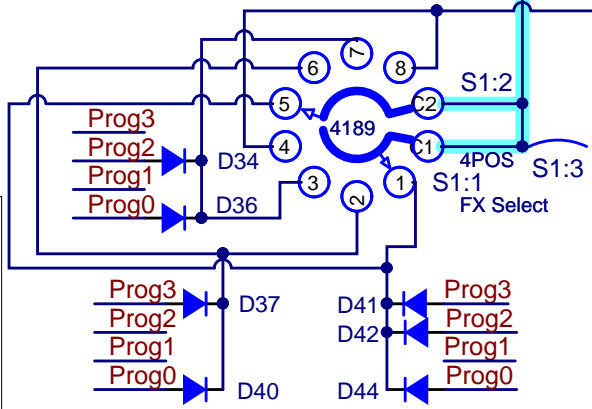 7
6
8
5
C2
S1:2
Prog3
4189
Prog2
D34
4
C1
4POS
S1:3
Prog1
3
1
S1:1
Prog0
D36
2
FX Select
Prog3
D37
D41
Prog3
Prog2
D42
Prog2
Prog1
Prog1
Prog0
D40
D44
Prog0